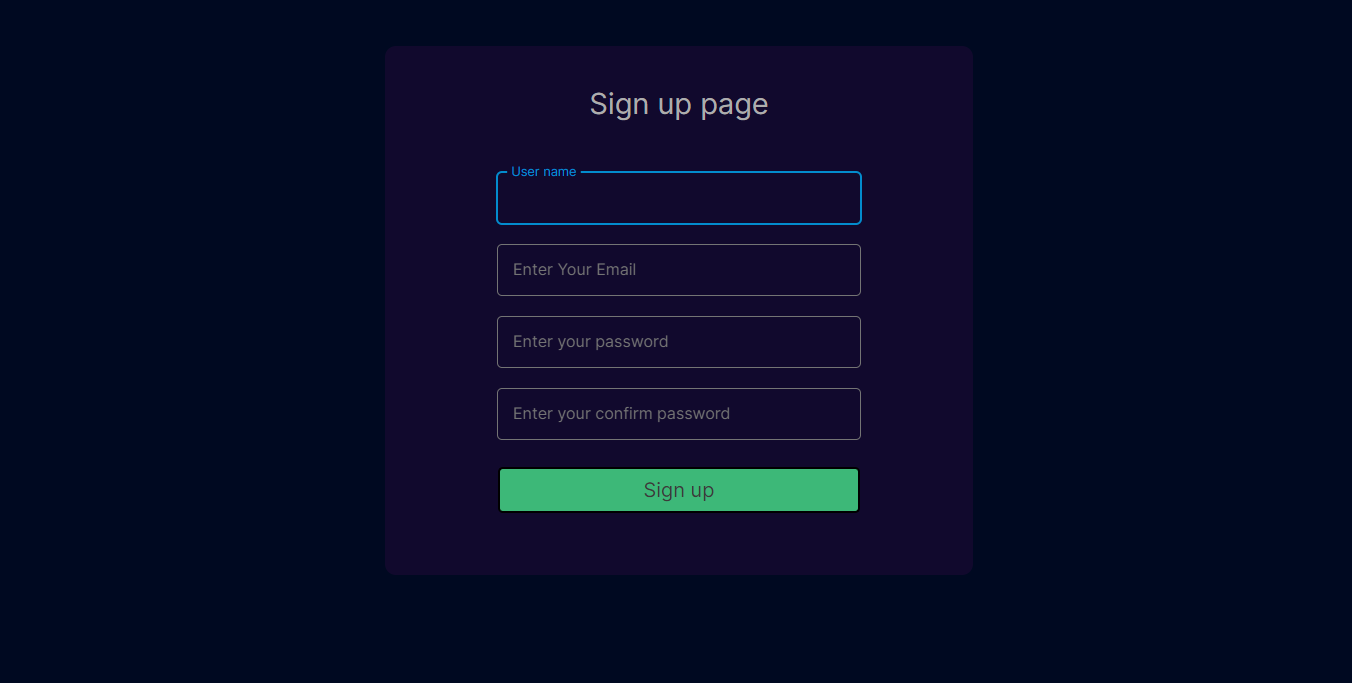 Sign up page
User name
Enter Your Email
Enter your password
Enter your confirm password
Sign up